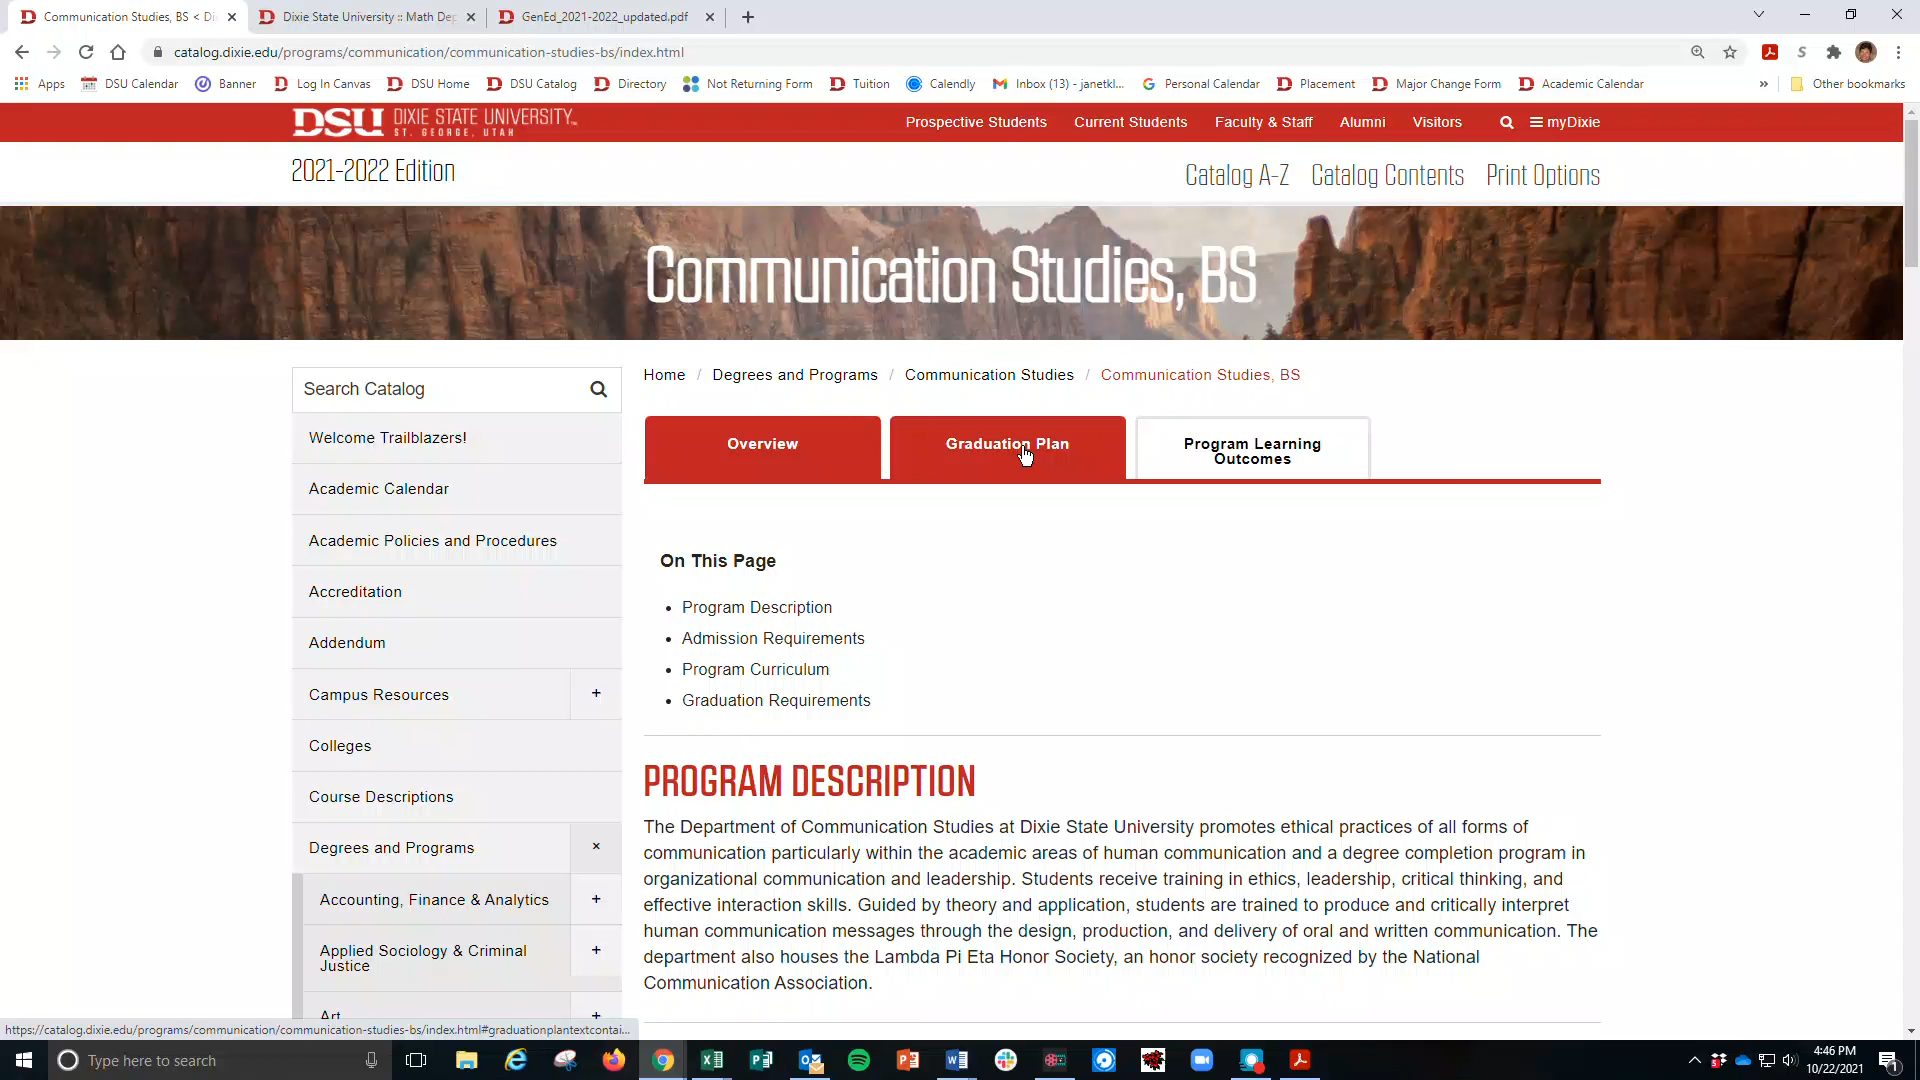 Communication Studies, BS < Di
Dixie State University :: Math Dep
GenEd_2021-2022_updated.pdf
catalog.dixie.edu/programs/communication/communication-studies-bs/index.html
Apps
DSU Calendar
Banner
Log In Canvas
DSU Home
DSU Catalog
Directory
Not Returning Form
Tuition
Calendly
Inbox (13) - janetkl...
Personal Calendar
Placement
Major Change Form
Academic Calendar
»
Other bookmarks
DSU DIXIE STATE UNIVERSITY
ST. GEORGE, UTAH
Prospective Students
Current Students
Faculty & Staff
Alumni
Visitors
myDixie
2021-2022 Edition
Catalog A-Z
Catalog Contents
Print Options
Communication Studies, BS
Search Catalog
Welcome Trailblazers!
Academic Calendar
Academic Policies and Procedures
Accreditation
Addendum
Campus Resources +
Colleges
Course Descriptions
Degrees and Programs ×
Accounting, Finance & Analytics +
Applied Sociology & Criminal +
Justice
Art +
Home / Degrees and Programs / Communication Studies / Communication Studies, BS
Overview
Graduation Plan
Program Learning
Outcomes
On This Page
• Program Description
• Admission Requirements
• Program Curriculum
• Graduation Requirements
PROGRAM DESCRIPTION
The Department of Communication Studies at Dixie State University promotes ethical practices of all forms of
communication particularly within the academic areas of human communication and a degree completion program in
organizational communication and leadership. Students receive training in ethics, leadership, critical thinking, and
effective interaction skills. Guided by theory and application, students are trained to produce and critically interpret
human communication messages through the design, production, and delivery of oral and written communication. The
department also houses the Lambda Pi Eta Honor Society, an honor society recognized by the National
Communication Association.
https://catalog.dixie.edu/programs/communication/communication-studies-bs/index.html#graduationplantextcontai...
Type here to search
4:46 PM
10/22/2021
1